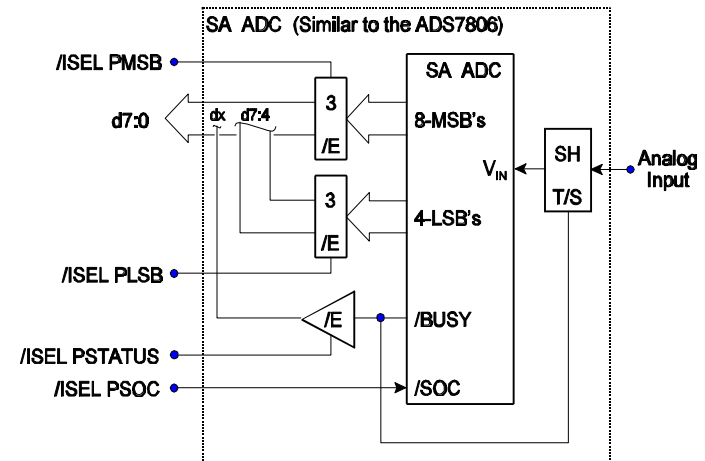 SA ADC (Similar to the ADS7806)
/ISEL PMSB
SA ADC
d7:0
dx
d7:4
3
/E
8-MSB's
SH
T/S
Analog
Input
VIN
3
/E
4-LSB's
/ISEL PLSB
/E
/BUSY
/ISEL PSTATUS
/ISEL PSOC
/SOC